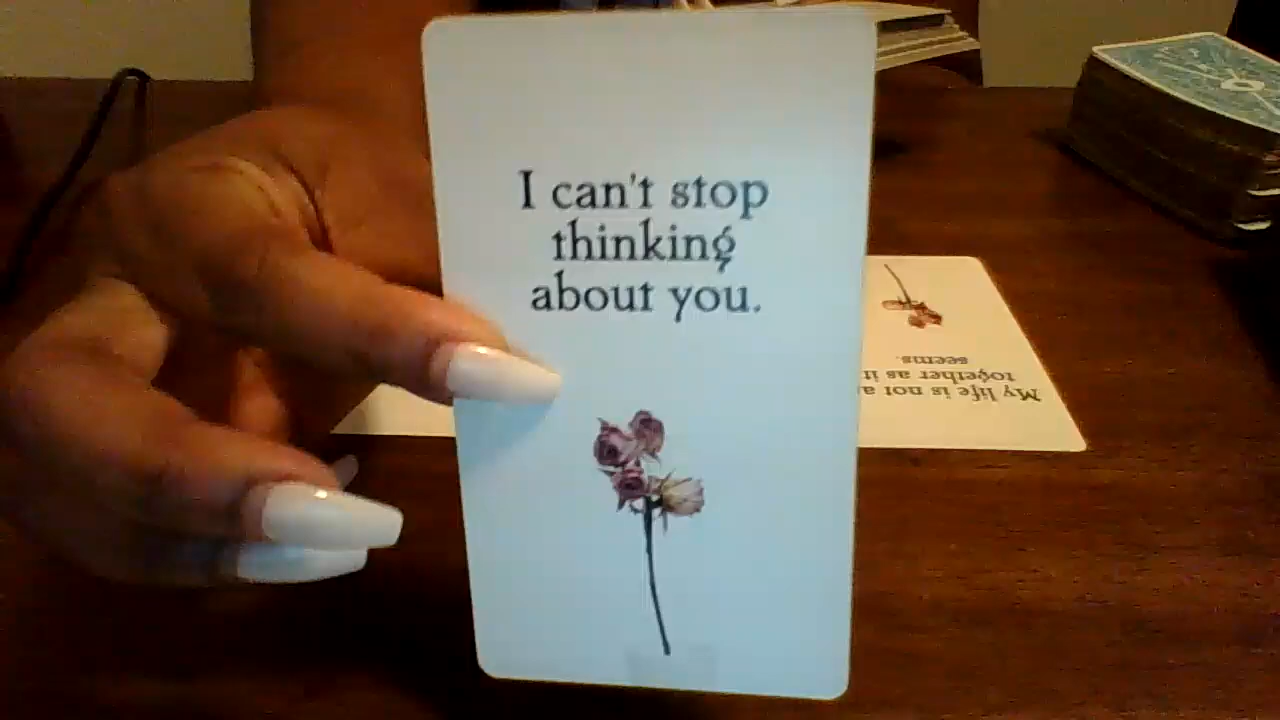 I can't stop
thinking
about you.
My life is not
together as it
seems.